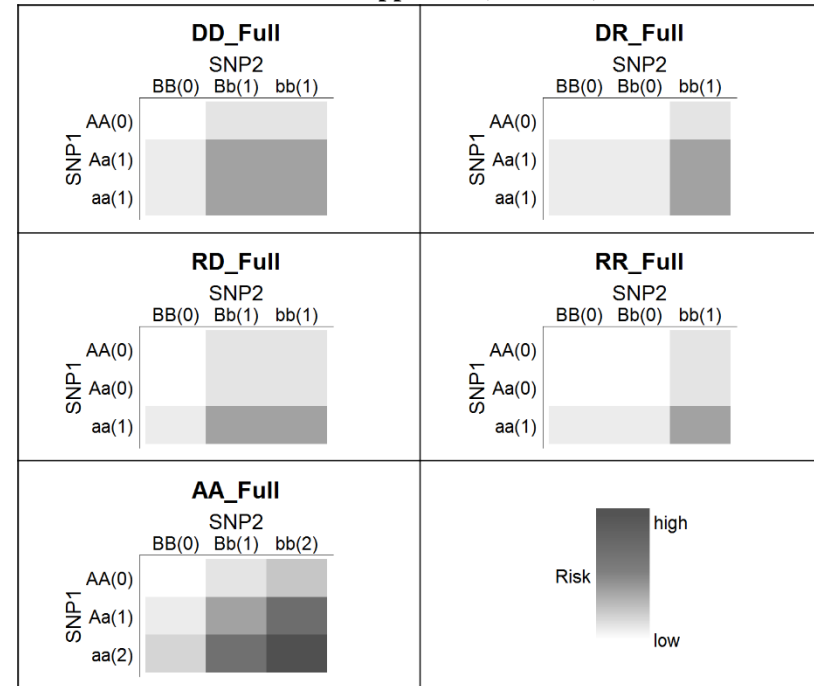 DD_Full
SNP2
BB(0) Bb(1) bb(1)
SNP1
AA(0)
Aa(1)
aa(1)
DR_Full
SNP2
BB(0) Bb(0) bb(1)
SNP1
AA(0)
Aa(1)
aa(1)
RD_Full
SNP2
BB(0) Bb(1) bb(1)
SNP1
AA(0)
Aa(0)
aa(1)
RR_Full
SNP2
BB(0) Bb(0) bb(1)
SNP1
AA(0)
Aa(0)
aa(1)
AA_Full
SNP2
BB(0) Bb(1) bb(2)
SNP1
AA(0)
Aa(1)
aa(2)
high
Risk
low